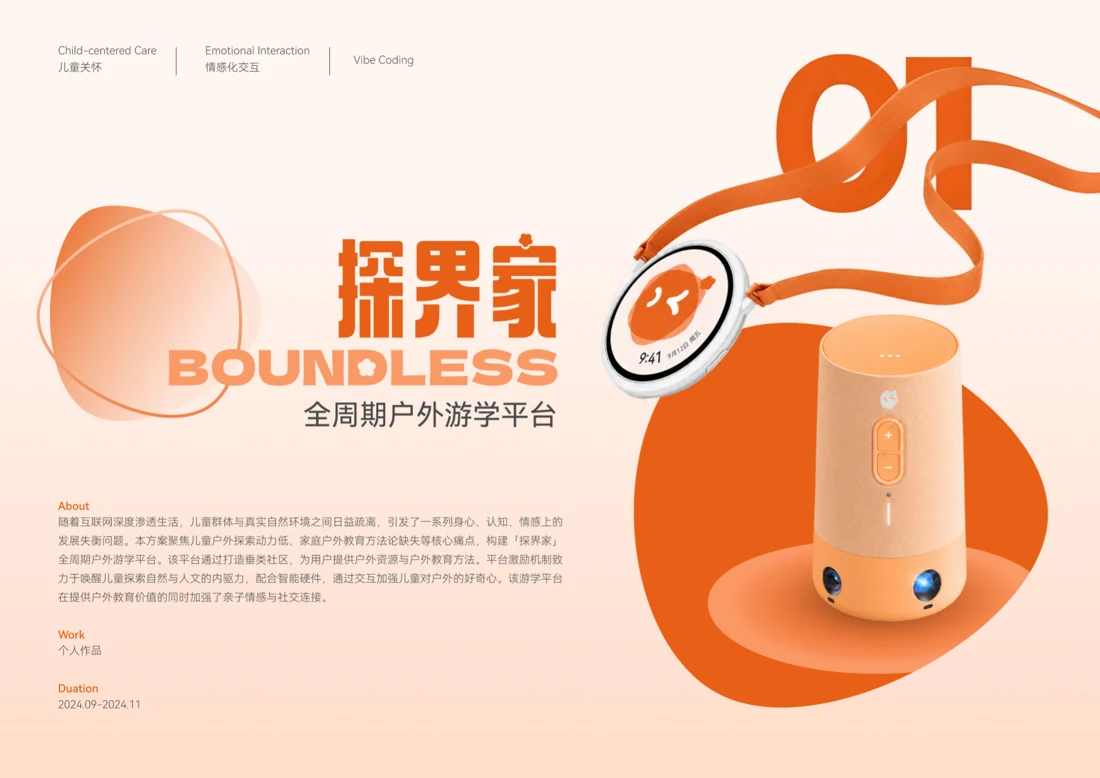 Child-centered Care
儿童关怀
Emotional Interaction
情感化交互
Vibe Coding
01
探界家
BOUNDLESS
全周期户外游学平台
9:41
9月12日 周五
+
-
About
随着互联网深度渗透生活，儿童群体与真实自然环境之间日益疏离，引发了一系列身心、认知、情感上的
发展失衡问题。本方案聚焦儿童户外探索动力低、家庭户外教育方法论缺失等核心痛点，构建「探界家」
全周期户外游学平台。该平台通过打造垂类社区，为用户提供户外资源与户外教育方法。平台激励机制致
力于唤醒儿童探索自然与人文的内驱力，配合智能硬件，通过交互加强儿童对户外的好奇心。该游学平台
在提供户外教育价值的同时加强了亲子情感与社交连接。
Work
个人作品
Duation
2024.09-2024.11